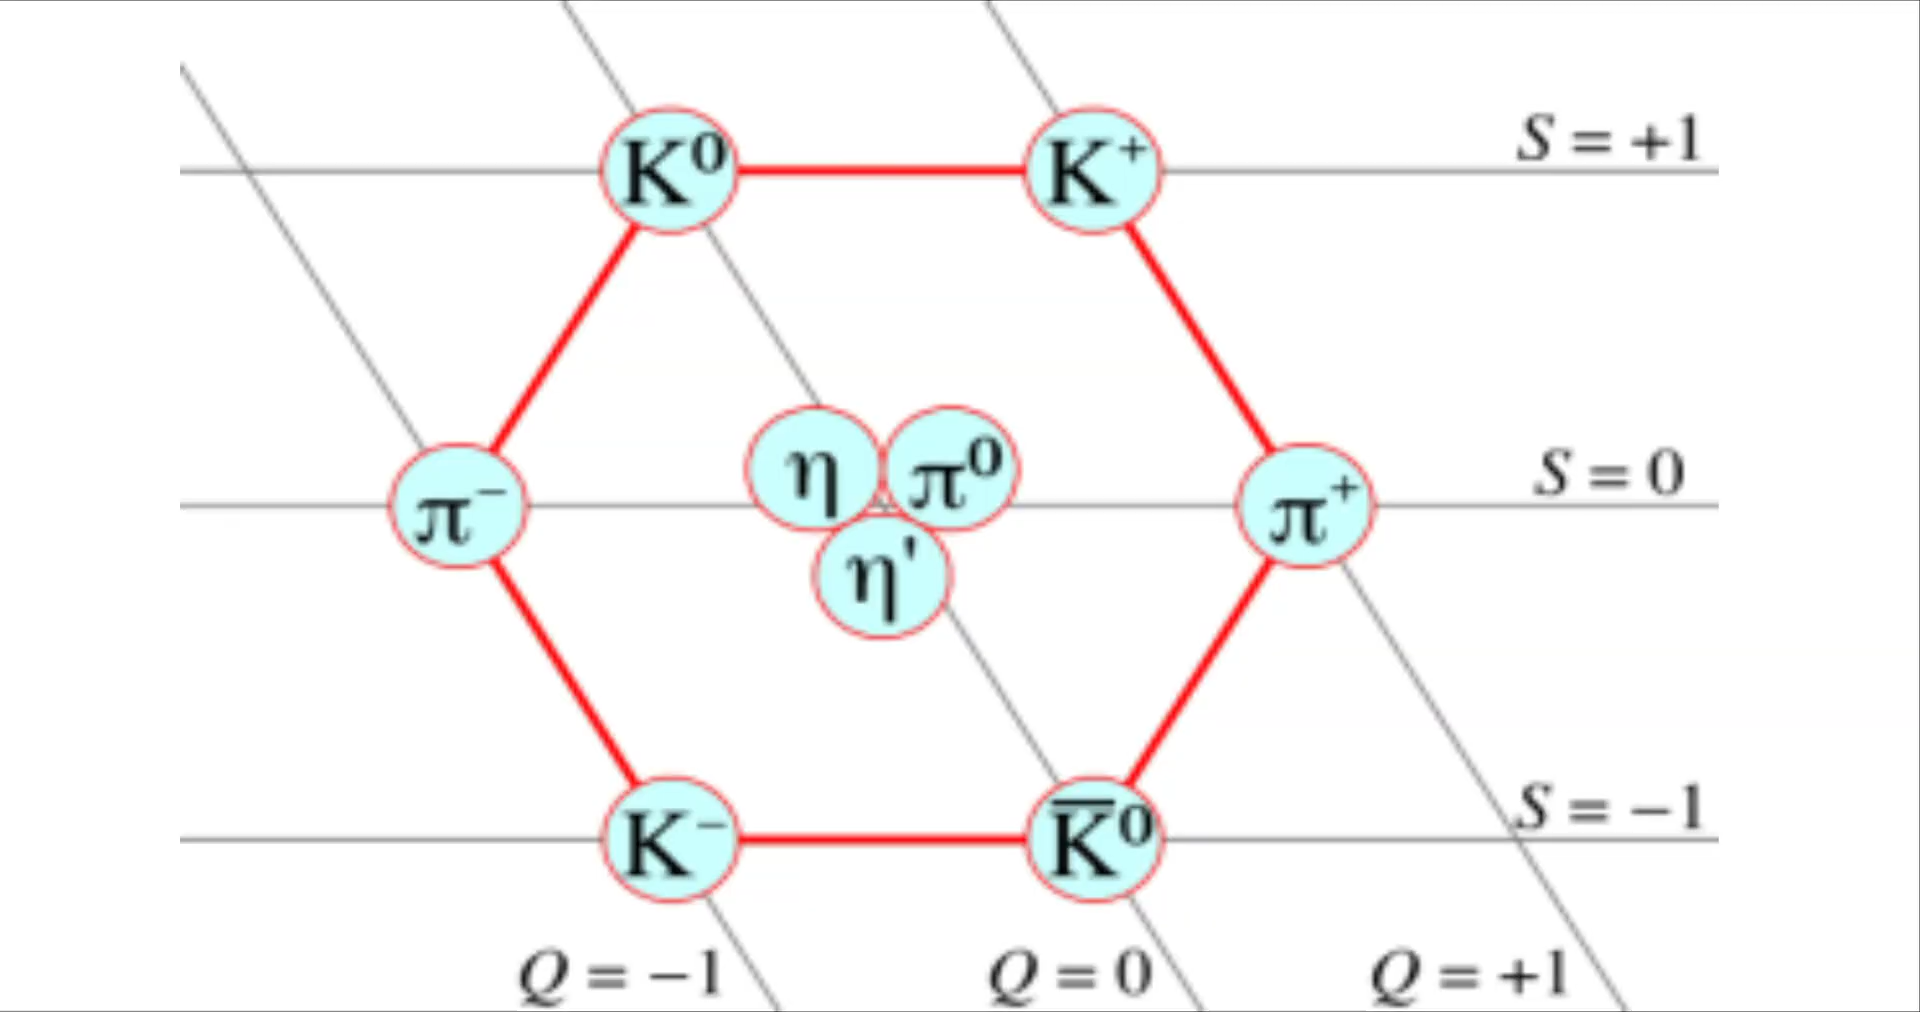 K⁰ K⁺ S = +1
η π⁰ S = 0
π⁻ π⁺
η'
K⁻ K̅⁰ S = −1
Q = −1 Q = 0 Q = +1